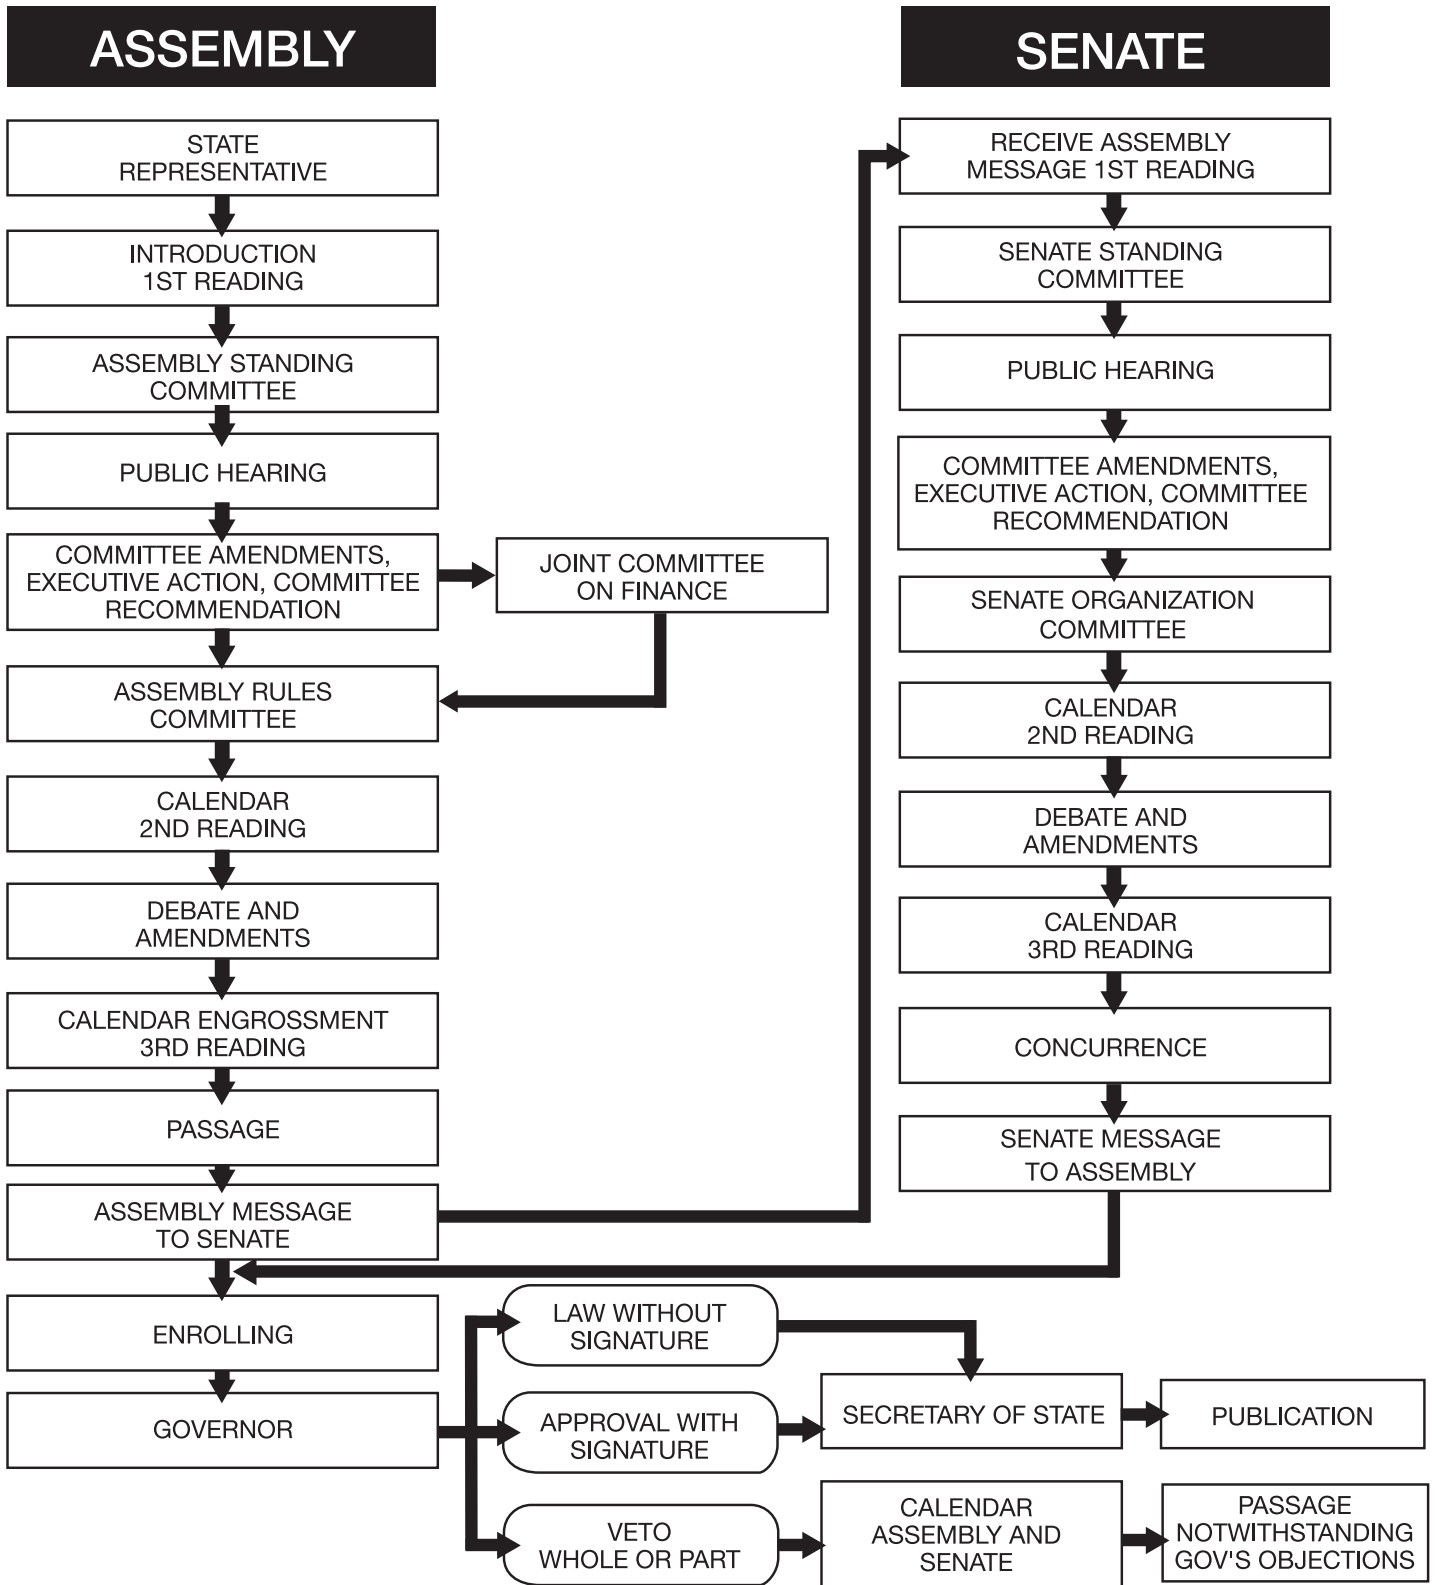 ASSEMBLY
STATE
REPRESENTATIVE
INTRODUCTION
1ST READING
ASSEMBLY STANDING
COMMITTEE
PUBLIC HEARING
COMMITTEE AMENDMENTS,
EXECUTIVE ACTION, COMMITTEE
RECOMMENDATION
JOINT COMMITTEE
ON FINANCE
ASSEMBLY RULES
COMMITTEE
CALENDAR
2ND READING
DEBATE AND
AMENDMENTS
CALENDAR ENGROSSMENT
3RD READING
PASSAGE
ASSEMBLY MESSAGE
TO SENATE
SENATE
RECEIVE ASSEMBLY
MESSAGE 1ST READING
SENATE STANDING
COMMITTEE
PUBLIC HEARING
COMMITTEE AMENDMENTS,
EXECUTIVE ACTION, COMMITTEE
RECOMMENDATION
SENATE ORGANIZATION
COMMITTEE
CALENDAR
2ND READING
DEBATE AND
AMENDMENTS
CALENDAR
3RD READING
CONCURRENCE
SENATE MESSAGE
TO ASSEMBLY
ENROLLING
GOVERNOR
LAW WITHOUT
SIGNATURE
APPROVAL WITH
SIGNATURE
SECRETARY OF STATE
PUBLICATION
VETO
WHOLE OR PART
CALENDAR
ASSEMBLY AND
SENATE
PASSAGE
NOTWITHSTANDING
GOV'S OBJECTIONS